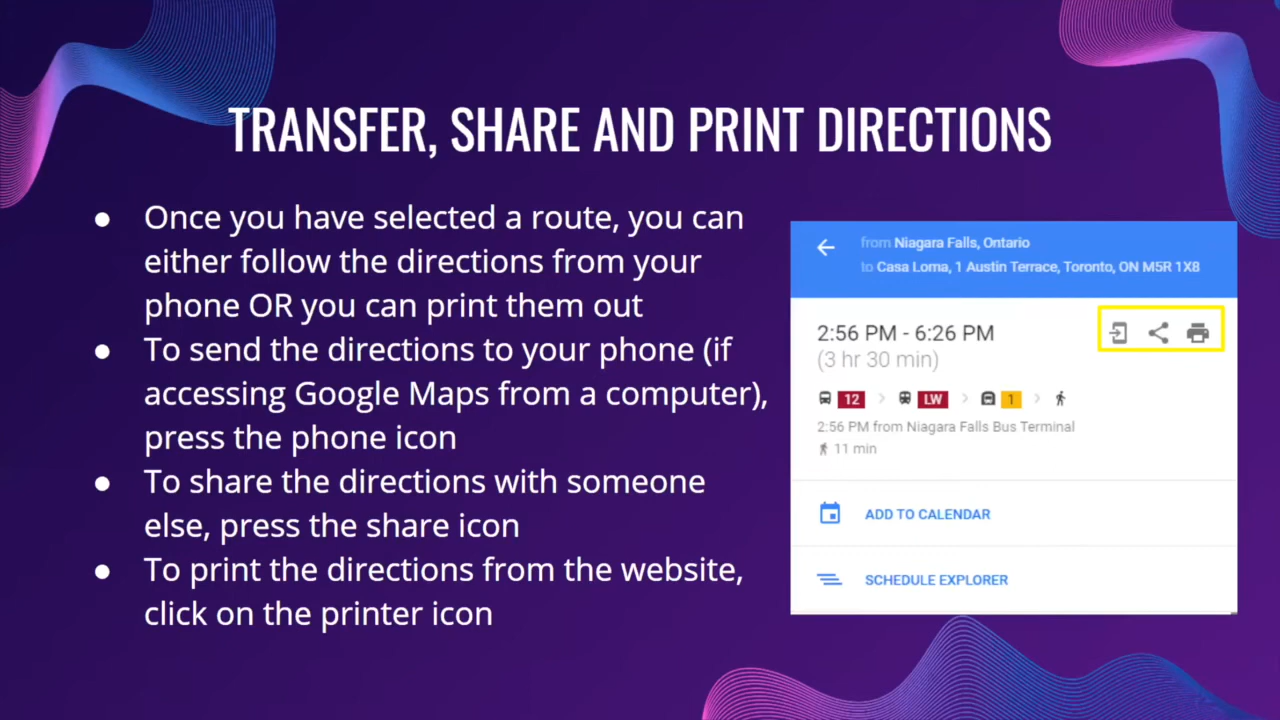 TRANSFER, SHARE AND PRINT DIRECTIONS
● Once you have selected a route, you can
either follow the directions from your
phone OR you can print them out
● To send the directions to your phone (if
accessing Google Maps from a computer),
press the phone icon
● To share the directions with someone
else, press the share icon
● To print the directions from the website,
click on the printer icon
from Niagara Falls, Ontario
to Casa Loma, 1 Austin Terrace, Toronto, ON M5R 1X8
2:56 PM - 6:26 PM
(3 hr 30 min)
12 > LW > 1 >
2:56 PM from Niagara Falls Bus Terminal
11 min
ADD TO CALENDAR
SCHEDULE EXPLORER